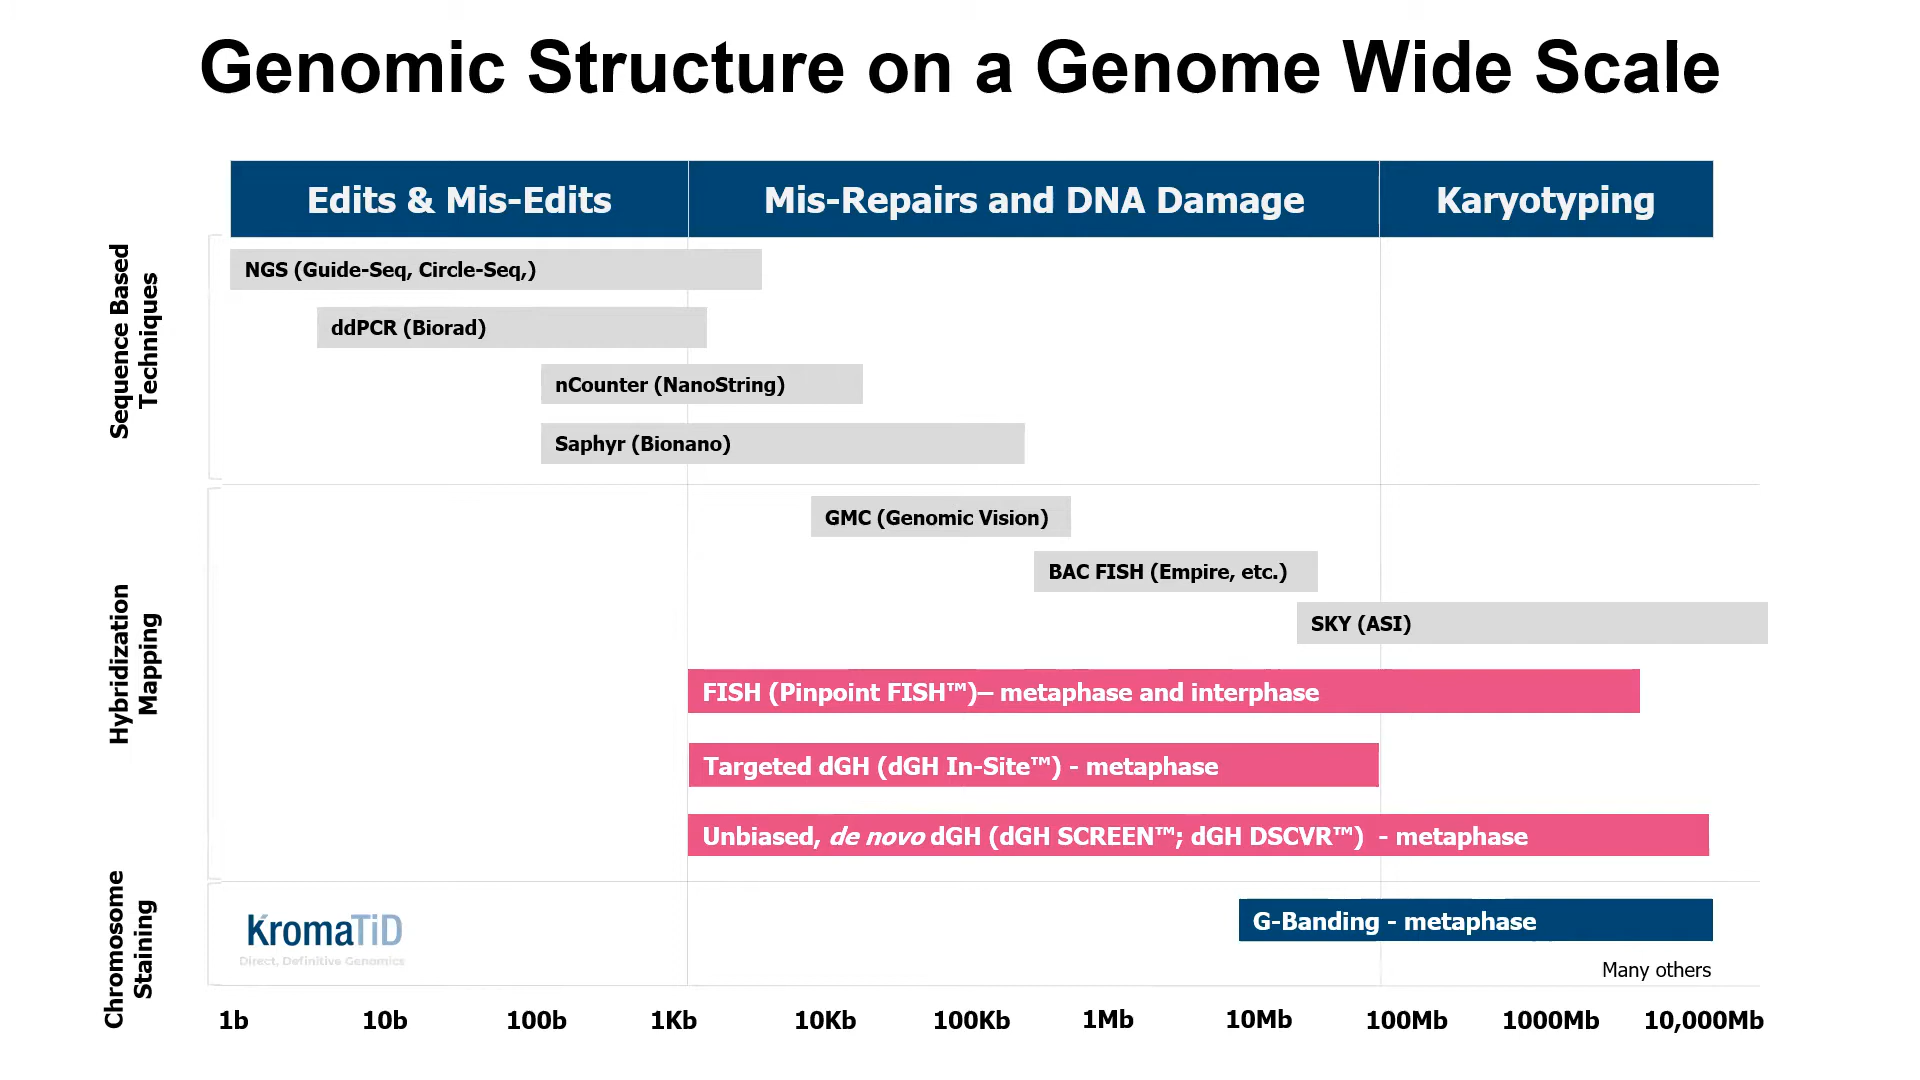 Genomic Structure on a Genome Wide Scale
Edits & Mis-Edits
Mis-Repairs and DNA Damage
Karyotyping
Sequence Based
Techniques
NGS (Guide-Seq, Circle-Seq,)
ddPCR (Biorad)
nCounter (NanoString)
Saphyr (Bionano)
Hybridization
Mapping
GMC (Genomic Vision)
BAC FISH (Empire, etc.)
SKY (ASI)
FISH (Pinpoint FISH™)– metaphase and interphase
Targeted dGH (dGH In-Site™) - metaphase
Unbiased, de novo dGH (dGH SCREEN™; dGH DSCVR™) - metaphase
Chromosome
Staining
KromaTiD
Direct, Definitive Genomics
G-Banding - metaphase
Many others
1b 10b 100b 1Kb 10Kb 100Kb 1Mb 10Mb 100Mb 1000Mb 10,000Mb